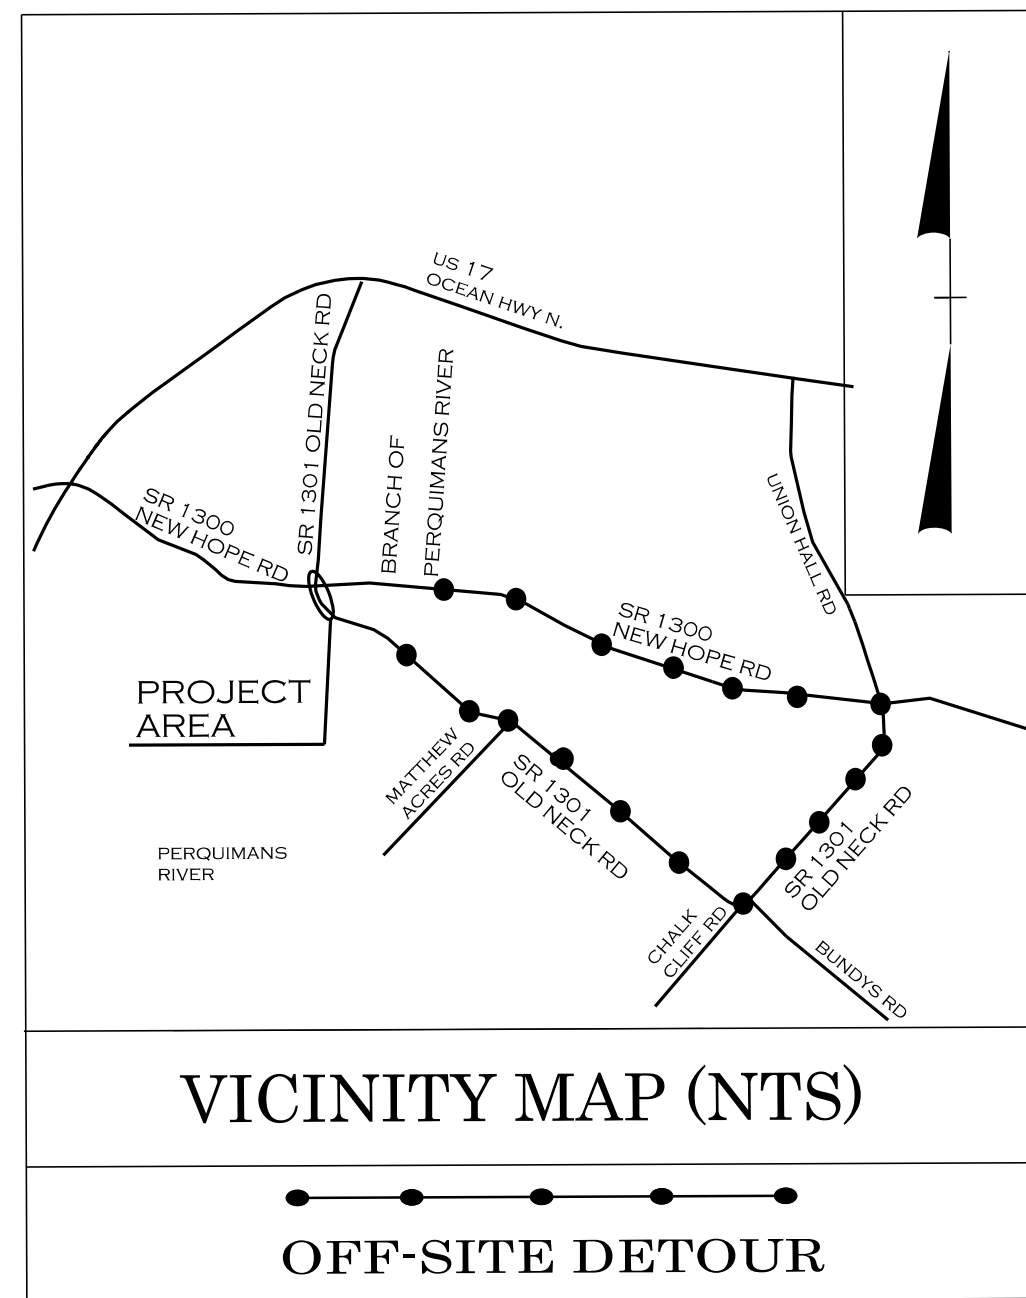 US 17
OCEAN HWY N.
SR 1301 OLD NECK RD
BRANCH OF
PERQUIMANS RIVER
SR 1300
NEW HOPE RD
UNION HALL RD
SR 1300
NEW HOPE RD
PROJECT
AREA
MATTHEW
ACRES RD
SR 1301
OLD NECK RD
SR 1301
OLD NECK RD
PERQUIMANS
RIVER
CHALK
CLIFF RD
BUNDYS RD
VICINITY MAP (NTS)
OFF-SITE DETOUR